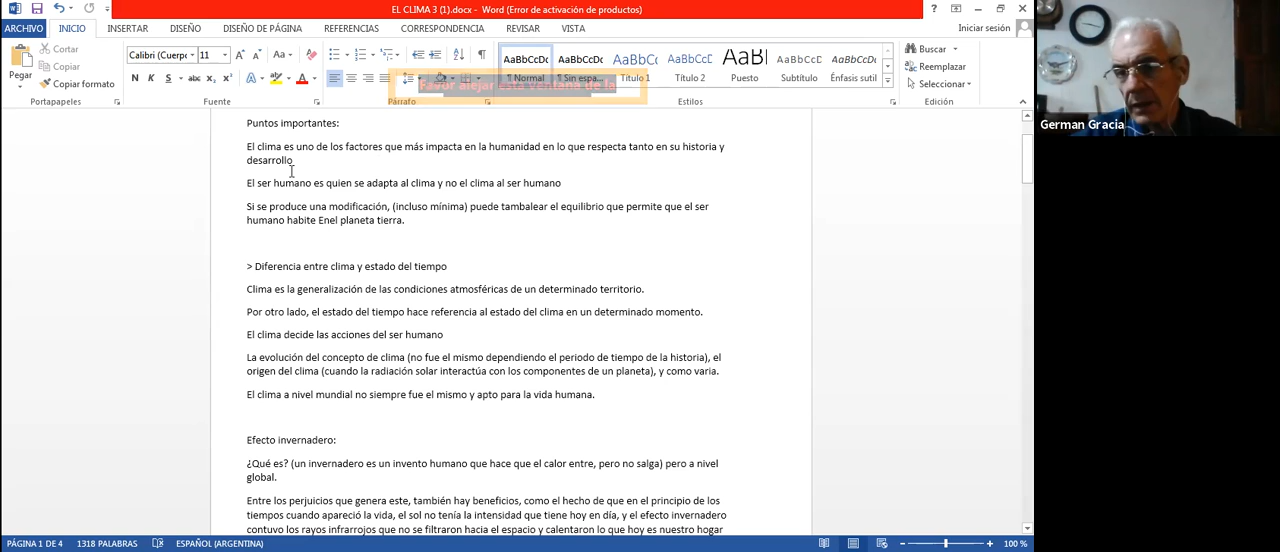 EL CLIMA 3 (1).docx - Word (Error de activación de productos)
ARCHIVO INICIO INSERTAR DISEÑO DISEÑO DE PÁGINA REFERENCIAS CORRESPONDENCIA REVISAR VISTA Iniciar sesión
Pegar
Cortar
Copiar
Copiar formato
Portapapeles
Calibri (Cuerpo 11
Fuente
Párrafo
Favor alejar esta ventana de la
AaBbCcDc AaBbCcDc AaBbCc AaBbCcD AaBl AaBbCcD AaBbCcDc
¶ Normal ¶ Sin espa... Título 1 Título 2 Puesto Subtítulo Énfasis sutil
Estilos
Buscar
Reemplazar
Seleccionar
Edición
German Gracia
Puntos importantes:
El clima es uno de los factores que más impacta en la humanidad en lo que respecta tanto en su historia y
desarrollo
El ser humano es quien se adapta al clima y no el clima al ser humano
Si se produce una modificación, (incluso mínima) puede tambalear el equilibrio que permite que el ser
humano habite Enel planeta tierra.
> Diferencia entre clima y estado del tiempo
Clima es la generalización de las condiciones atmosféricas de un determinado territorio.
Por otro lado, el estado del tiempo hace referencia al estado del clima en un determinado momento.
El clima decide las acciones del ser humano
La evolución del concepto de clima (no fue el mismo dependiendo el periodo de tiempo de la historia), el
origen del clima (cuando la radiación solar interactúa con los componentes de un planeta), y como varia.
El clima a nivel mundial no siempre fue el mismo y apto para la vida humana.
Efecto invernadero:
¿Qué es? (un invernadero es un invento humano que hace que el calor entre, pero no salga) pero a nivel
global.
Entre los perjuicios que genera este, también hay beneficios, como el hecho de que en el principio de los
tiempos cuando apareció la vida, el sol no tenía la intensidad que tiene hoy en día, y el efecto invernadero
contuvo los rayos infrarrojos que no se filtraron hacia el espacio y calentaron lo que hoy es nuestro hogar
PÁGINA 1 DE 4 1318 PALABRAS ESPAÑOL (ARGENTINA) 100 %